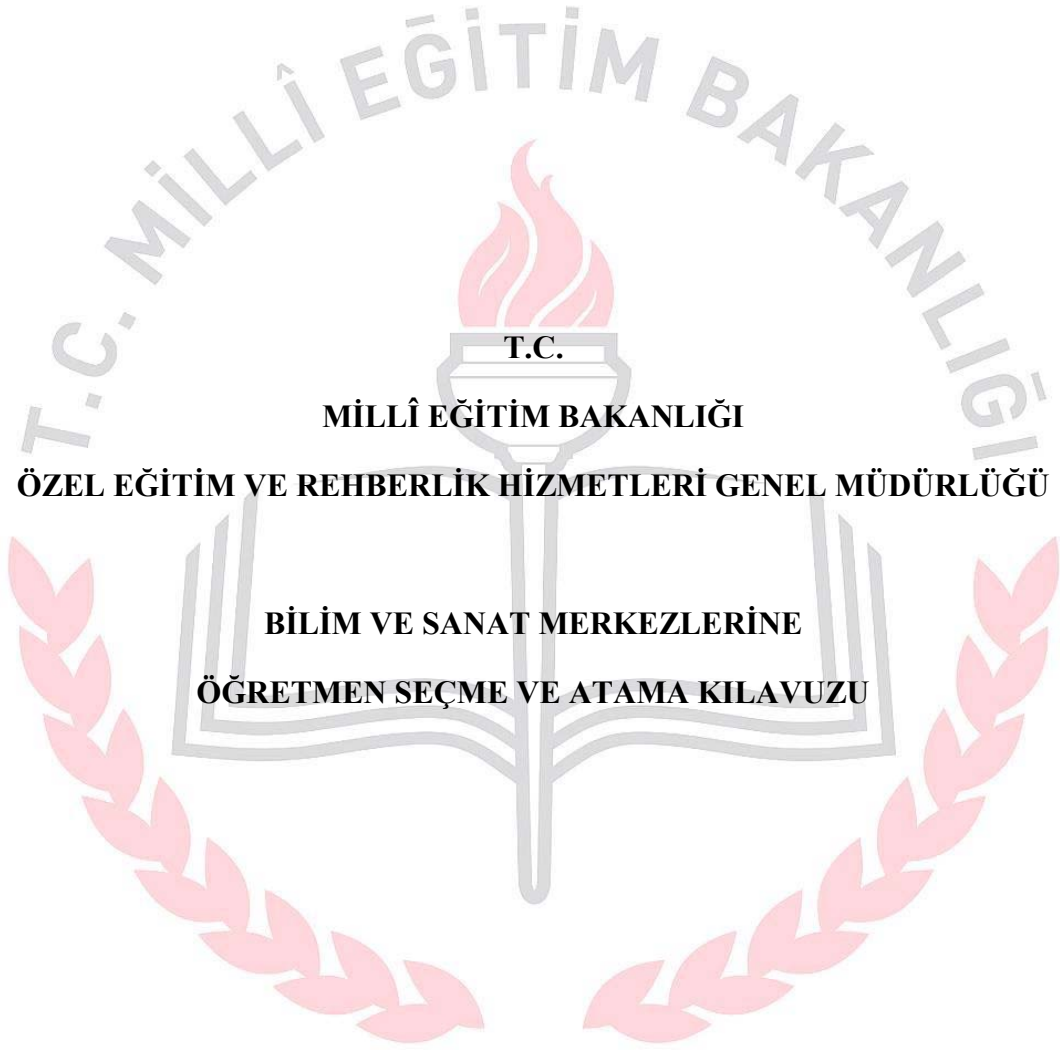 T.C. MİLLÎ EĞİTİM BAKANLIĞI
T.C.
MİLLÎ EĞİTİM BAKANLIĞI
ÖZEL EĞİTİM VE REHBERLİK HİZMETLERİ GENEL MÜDÜRLÜĞÜ
BİLİM VE SANAT MERKEZLERİNE
ÖĞRETMEN SEÇME VE ATAMA KILAVUZU